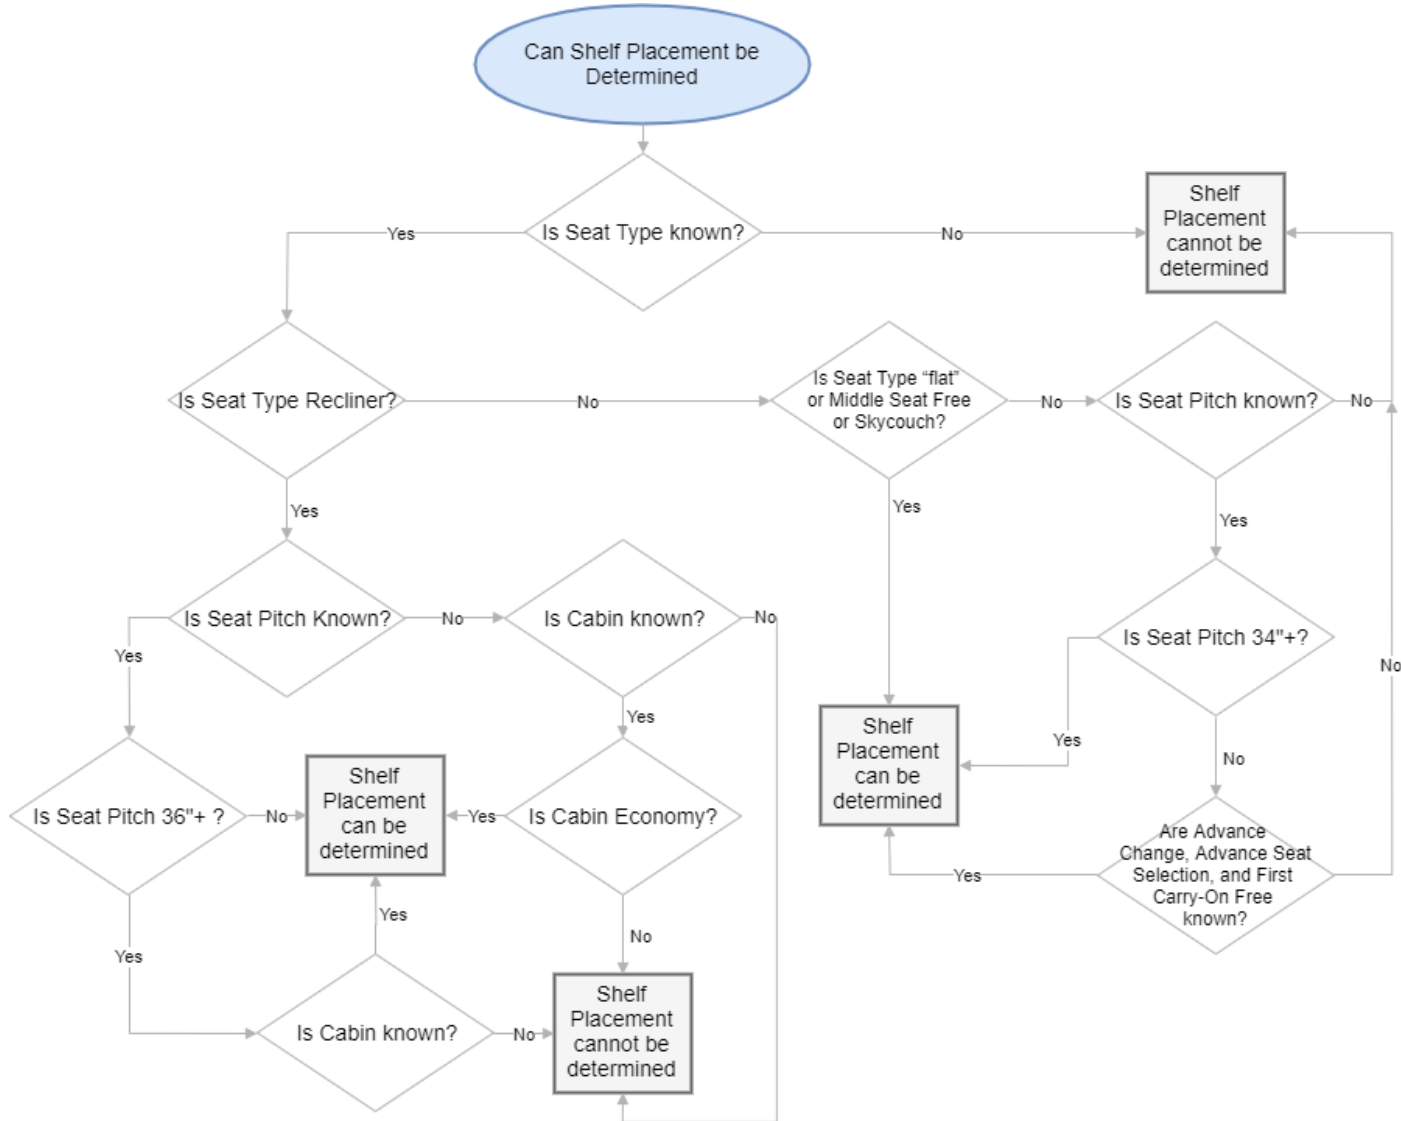 Can Shelf Placement be
Determined
Is Seat Type known?
Yes
No
Shelf
Placement
cannot be
determined
Is Seat Type Recliner?
No
Is Seat Type “flat”
or Middle Seat Free
or Skycouch?
No
Is Seat Pitch known?
No
Yes
Yes
Yes
Is Seat Pitch Known?
No
Is Cabin known?
No
Is Seat Pitch 34"+?
Yes
Yes
No
Yes
No
Shelf
Placement
can be
determined
Is Seat Pitch 36"+ ?
No
Shelf
Placement
can be
determined
Yes
Is Cabin Economy?
Are Advance
Change, Advance Seat
Selection, and First
Carry-On Free
known?
Yes
Yes
No
Yes
Is Cabin known?
No
Shelf
Placement
cannot be
determined